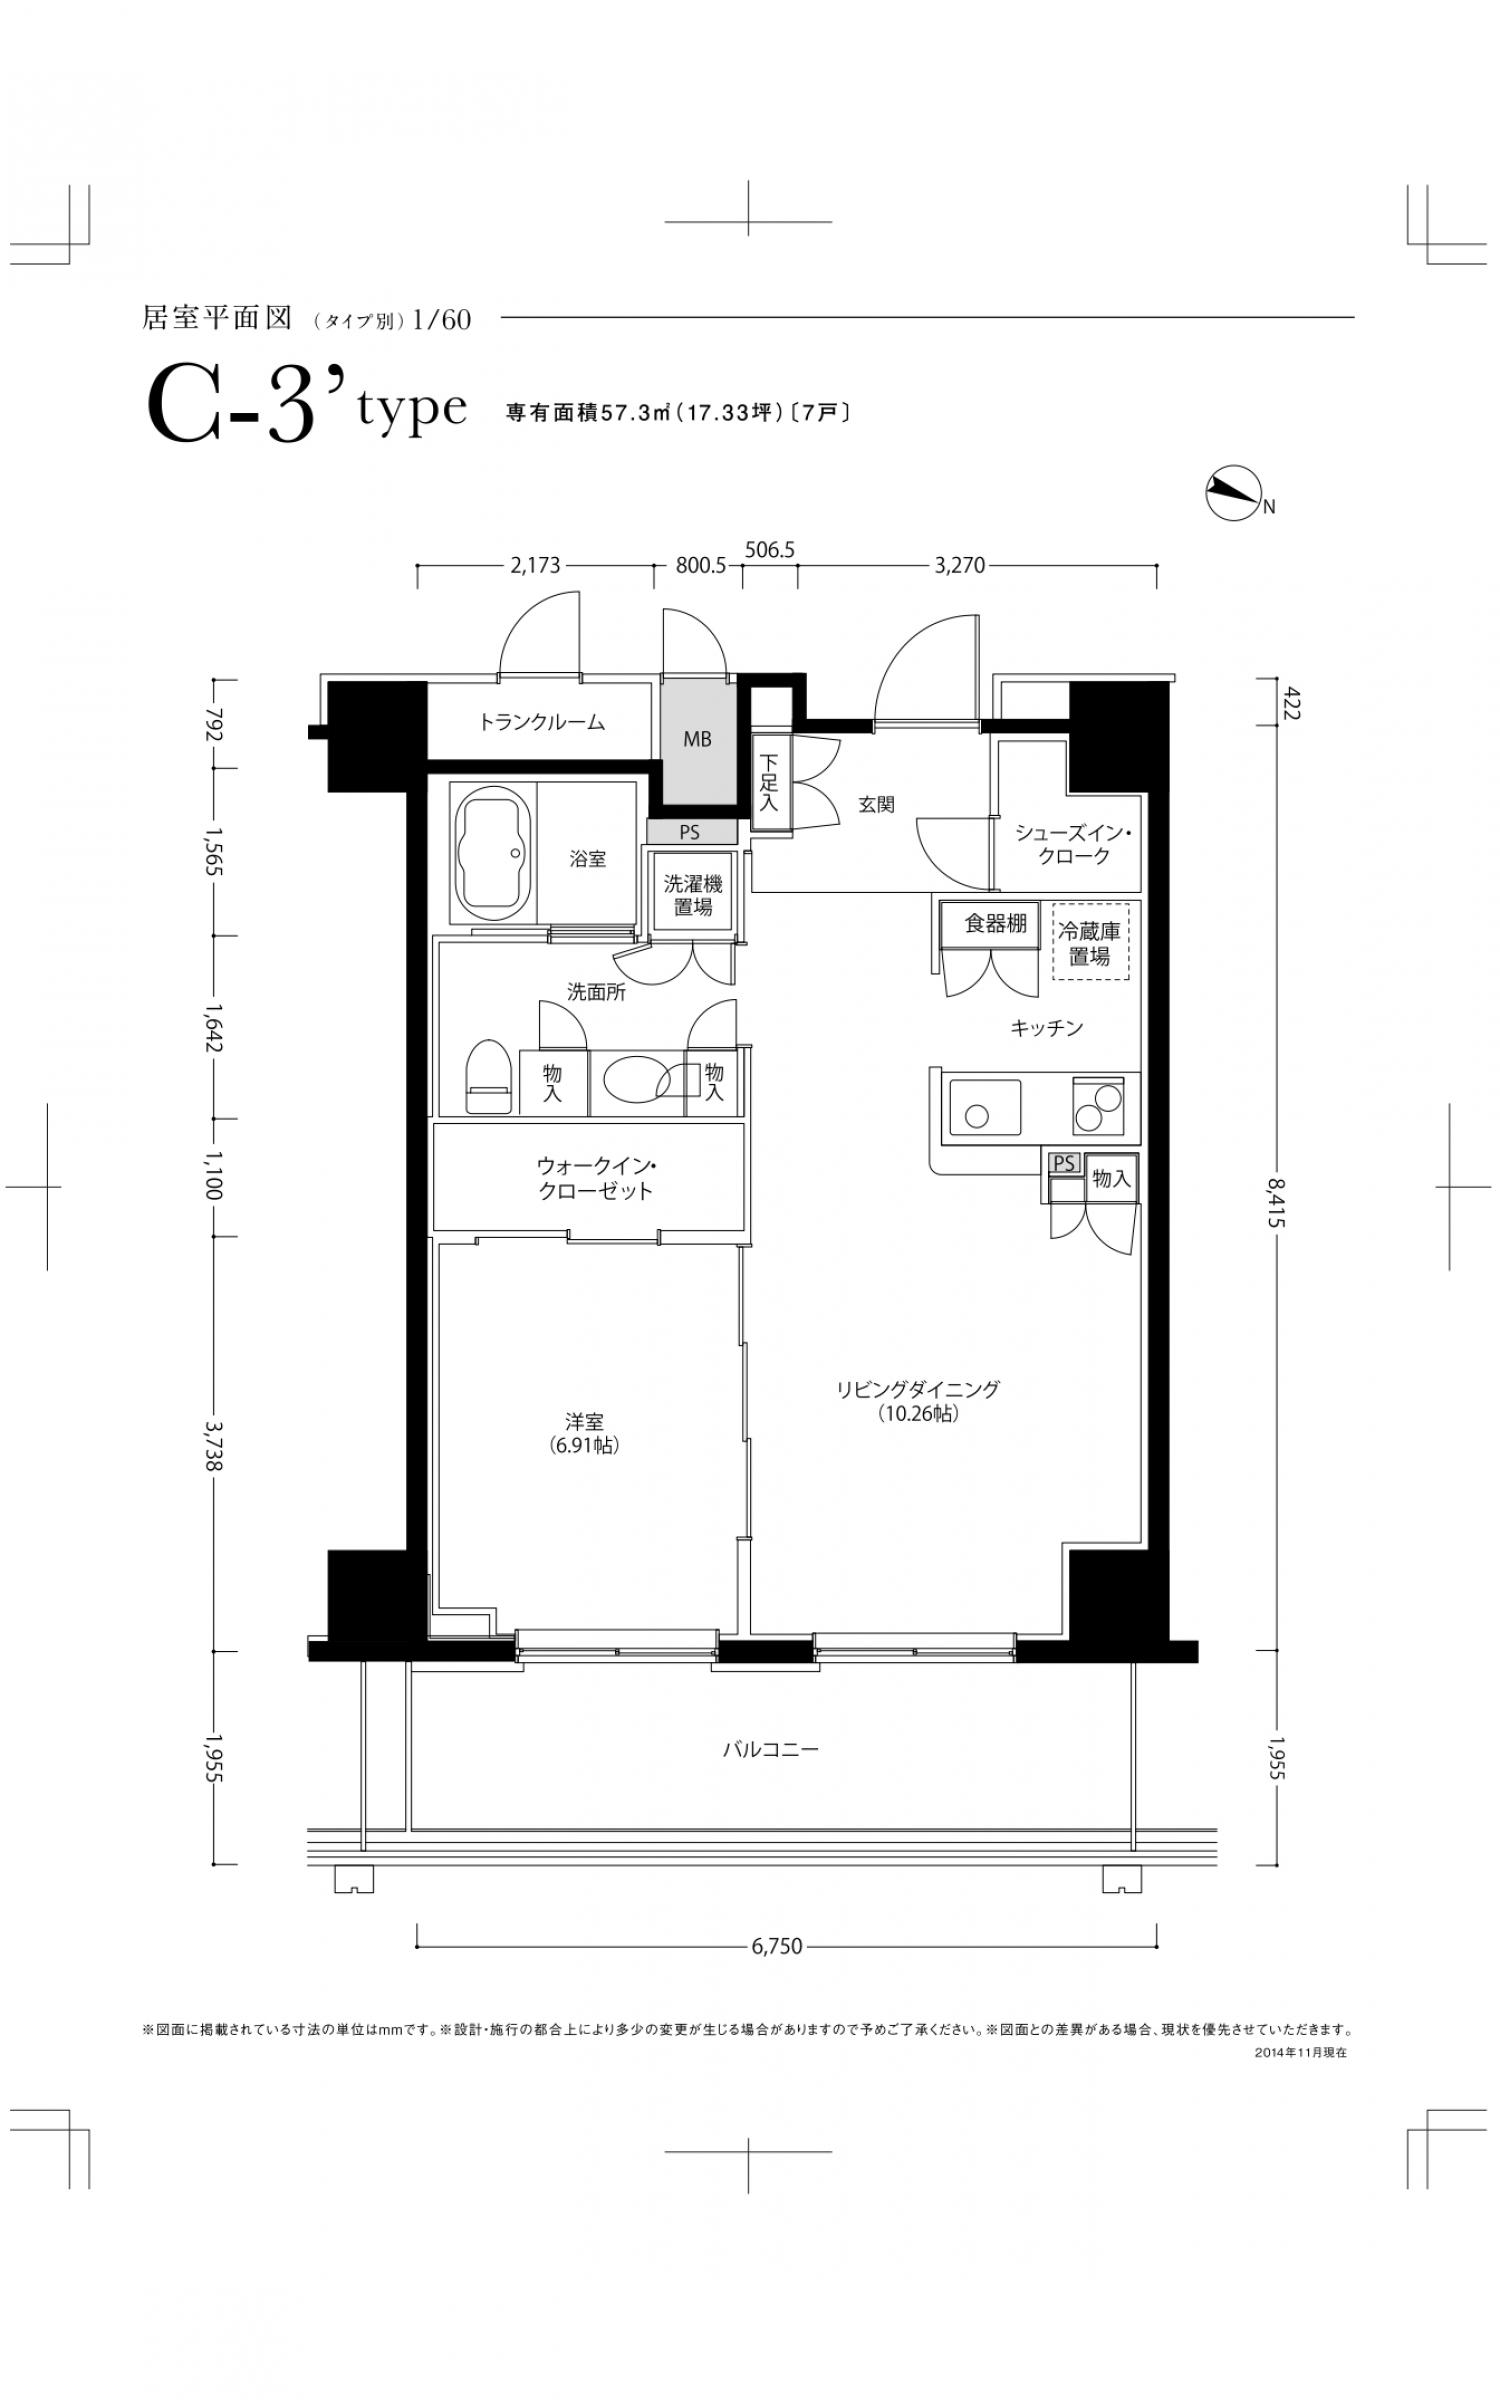 居室平面図 (タイプ別) 1/60
C-3’ type 専有面積57.3㎡(17.33坪)〔7戸〕
N
506.5
2,173 800.5 3,270
422
792
トランクルーム
MB
下足入
玄関
PS
シューズイン・
クローク
1,565
浴室
洗濯機
置場
食器棚
冷蔵庫
置場
1,642
洗面所
キッチン
物入
物入
1,100
ウォークイン・
クローゼット
PS
物入
8,415
3,738
リビングダイニング
(10.26帖)
洋室
(6.91帖)
1,955
バルコニー
1,955
6,750
※図面に掲載されている寸法の単位はmmです。※設計・施行の都合上により多少の変更が生じる場合がありますので予めご了承ください。※図面との差異がある場合、現状を優先させていただきます。
2014年11月現在